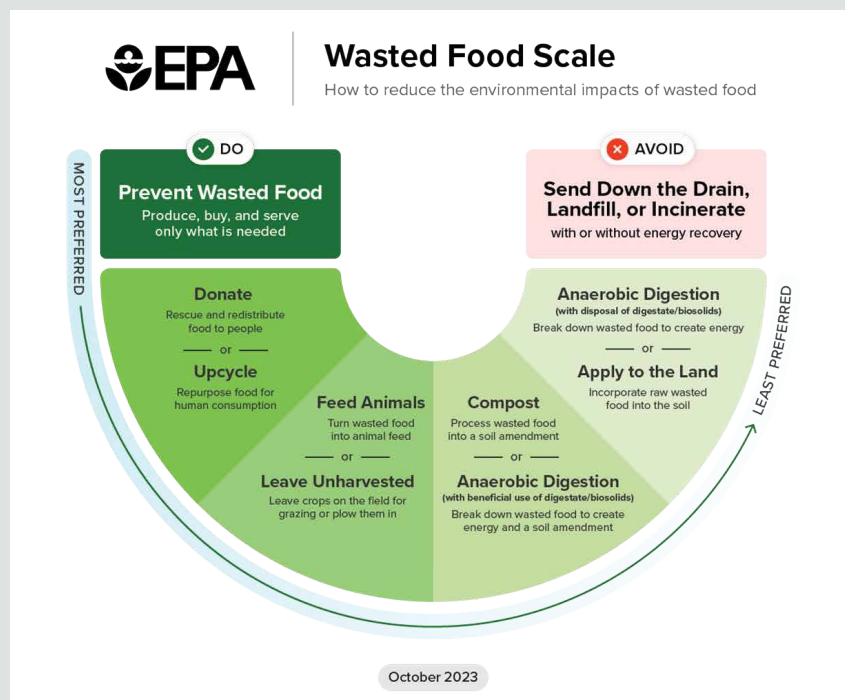 EPA
Wasted Food Scale
How to reduce the environmental impacts of wasted food
MOST PREFERRED
DO
Prevent Wasted Food
Produce, buy, and serve
only what is needed
AVOID
Send Down the Drain,
Landfill, or Incinerate
with or without energy recovery
Donate
Rescue and redistribute
food to people
or
Upcycle
Repurpose food for
human consumption
Feed Animals
Turn wasted food
into animal feed
or
Leave Unharvested
Leave crops on the field for
grazing or plow them in
Compost
Process wasted food
into a soil amendment
or
Anaerobic Digestion
(with beneficial use of digestate/biosolids)
Break down wasted food to create
energy and a soil amendment
Anaerobic Digestion
(with disposal of digestate/biosolids)
Break down wasted food to create energy
or
Apply to the Land
Incorporate raw wasted
food into the soil
LEAST PREFERRED
October 2023